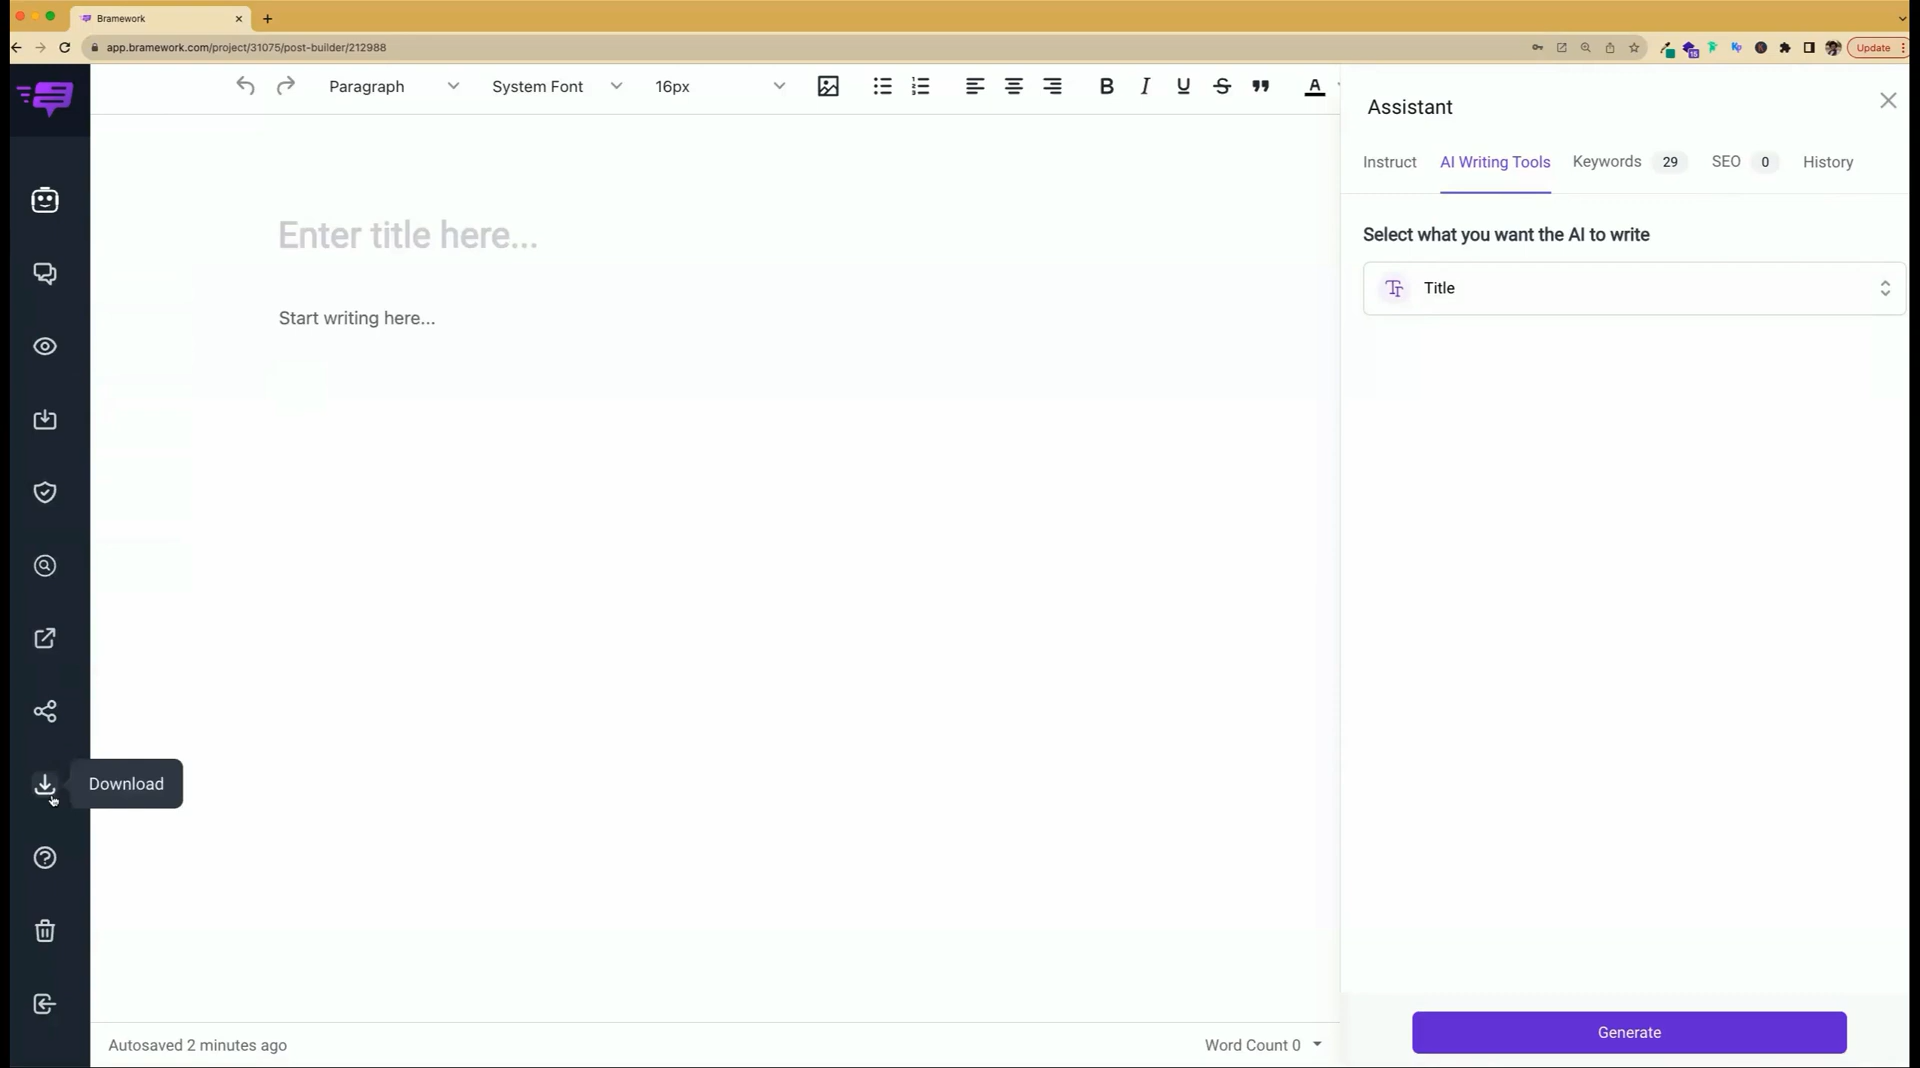 Bramework
app.bramework.com/project/31075/post-builder/212988
Update
Paragraph System Font 16px A
Assistant
Instruct AI Writing Tools Keywords 29 SEO 0 History
Select what you want the AI to write
Title
Enter title here...
Start writing here...
Download
Autosaved 2 minutes ago
Word Count 0
Generate